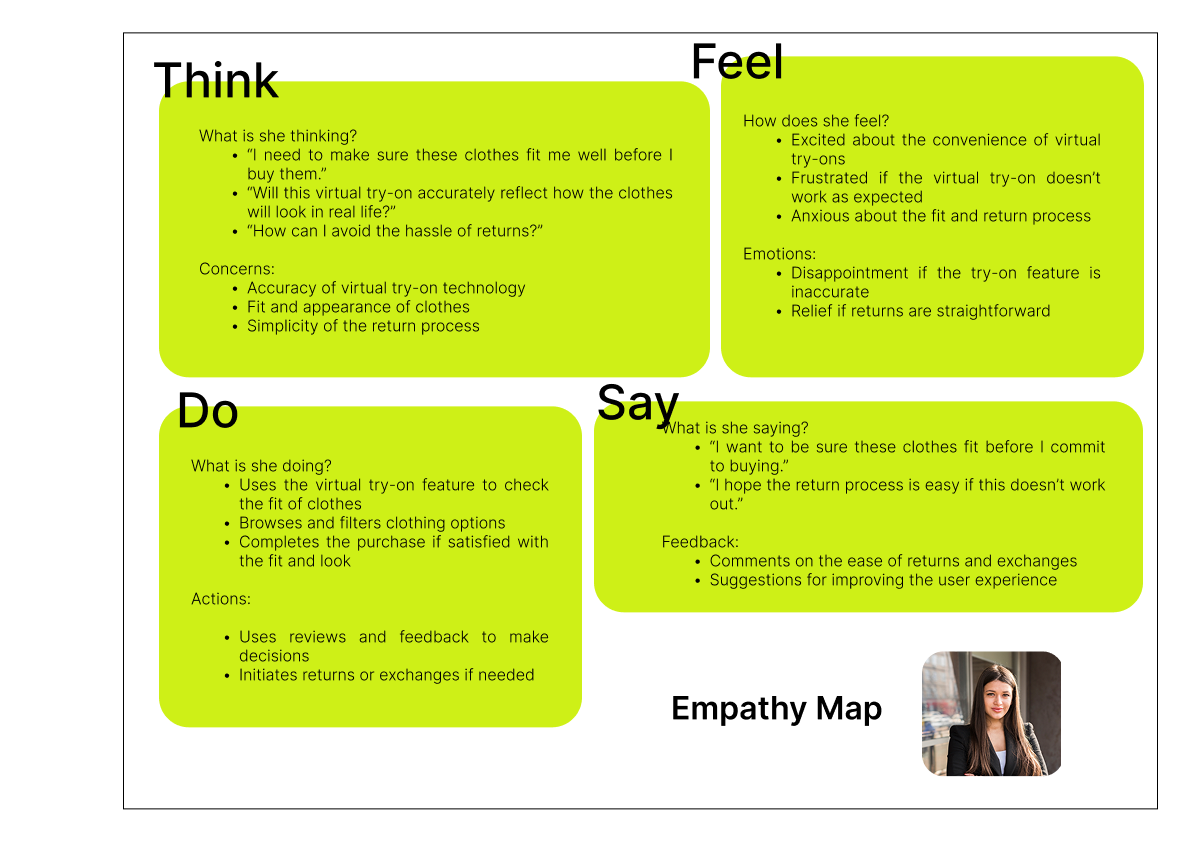 Think
What is she thinking?
• “I need to make sure these clothes fit me well before I
buy them.”
• “Will this virtual try-on accurately reflect how the clothes
will look in real life?”
• “How can I avoid the hassle of returns?”
Concerns:
• Accuracy of virtual try-on technology
• Fit and appearance of clothes
• Simplicity of the return process
Feel
How does she feel?
• Excited about the convenience of virtual
try-ons
• Frustrated if the virtual try-on doesn’t
work as expected
• Anxious about the fit and return process
Emotions:
• Disappointment if the try-on feature is
inaccurate
• Relief if returns are straightforward
Do
What is she doing?
• Uses the virtual try-on feature to check
the fit of clothes
• Browses and filters clothing options
• Completes the purchase if satisfied with
the fit and look
Actions:
• Uses reviews and feedback to make
decisions
• Initiates returns or exchanges if needed
Say
What is she saying?
• “I want to be sure these clothes fit before I commit
to buying.”
• “I hope the return process is easy if this doesn’t work
out.”
Feedback:
• Comments on the ease of returns and exchanges
• Suggestions for improving the user experience
Empathy Map